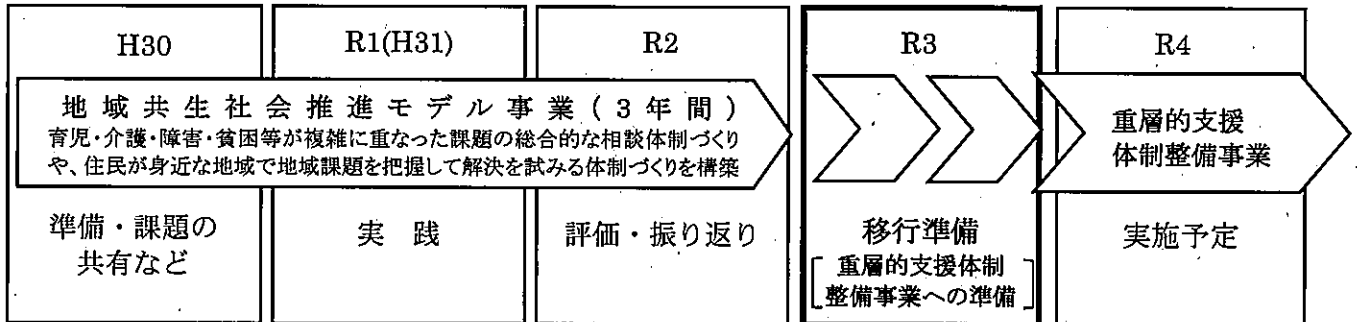 H30
R1(H31)
R2
R3
R4
地域共生社会推進モデル事業(3年間)
育児・介護・障害・貧困等が複雑に重なった課題の総合的な相談体制づくり
や、住民が身近な地域で地域課題を把握して解決を試みる体制づくりを構築
重層的支援
体制整備事業
準備・課題の
共有など
実 践
評価・振り返り
移行準備
[重層的支援体制
整備事業への準備]
実施予定